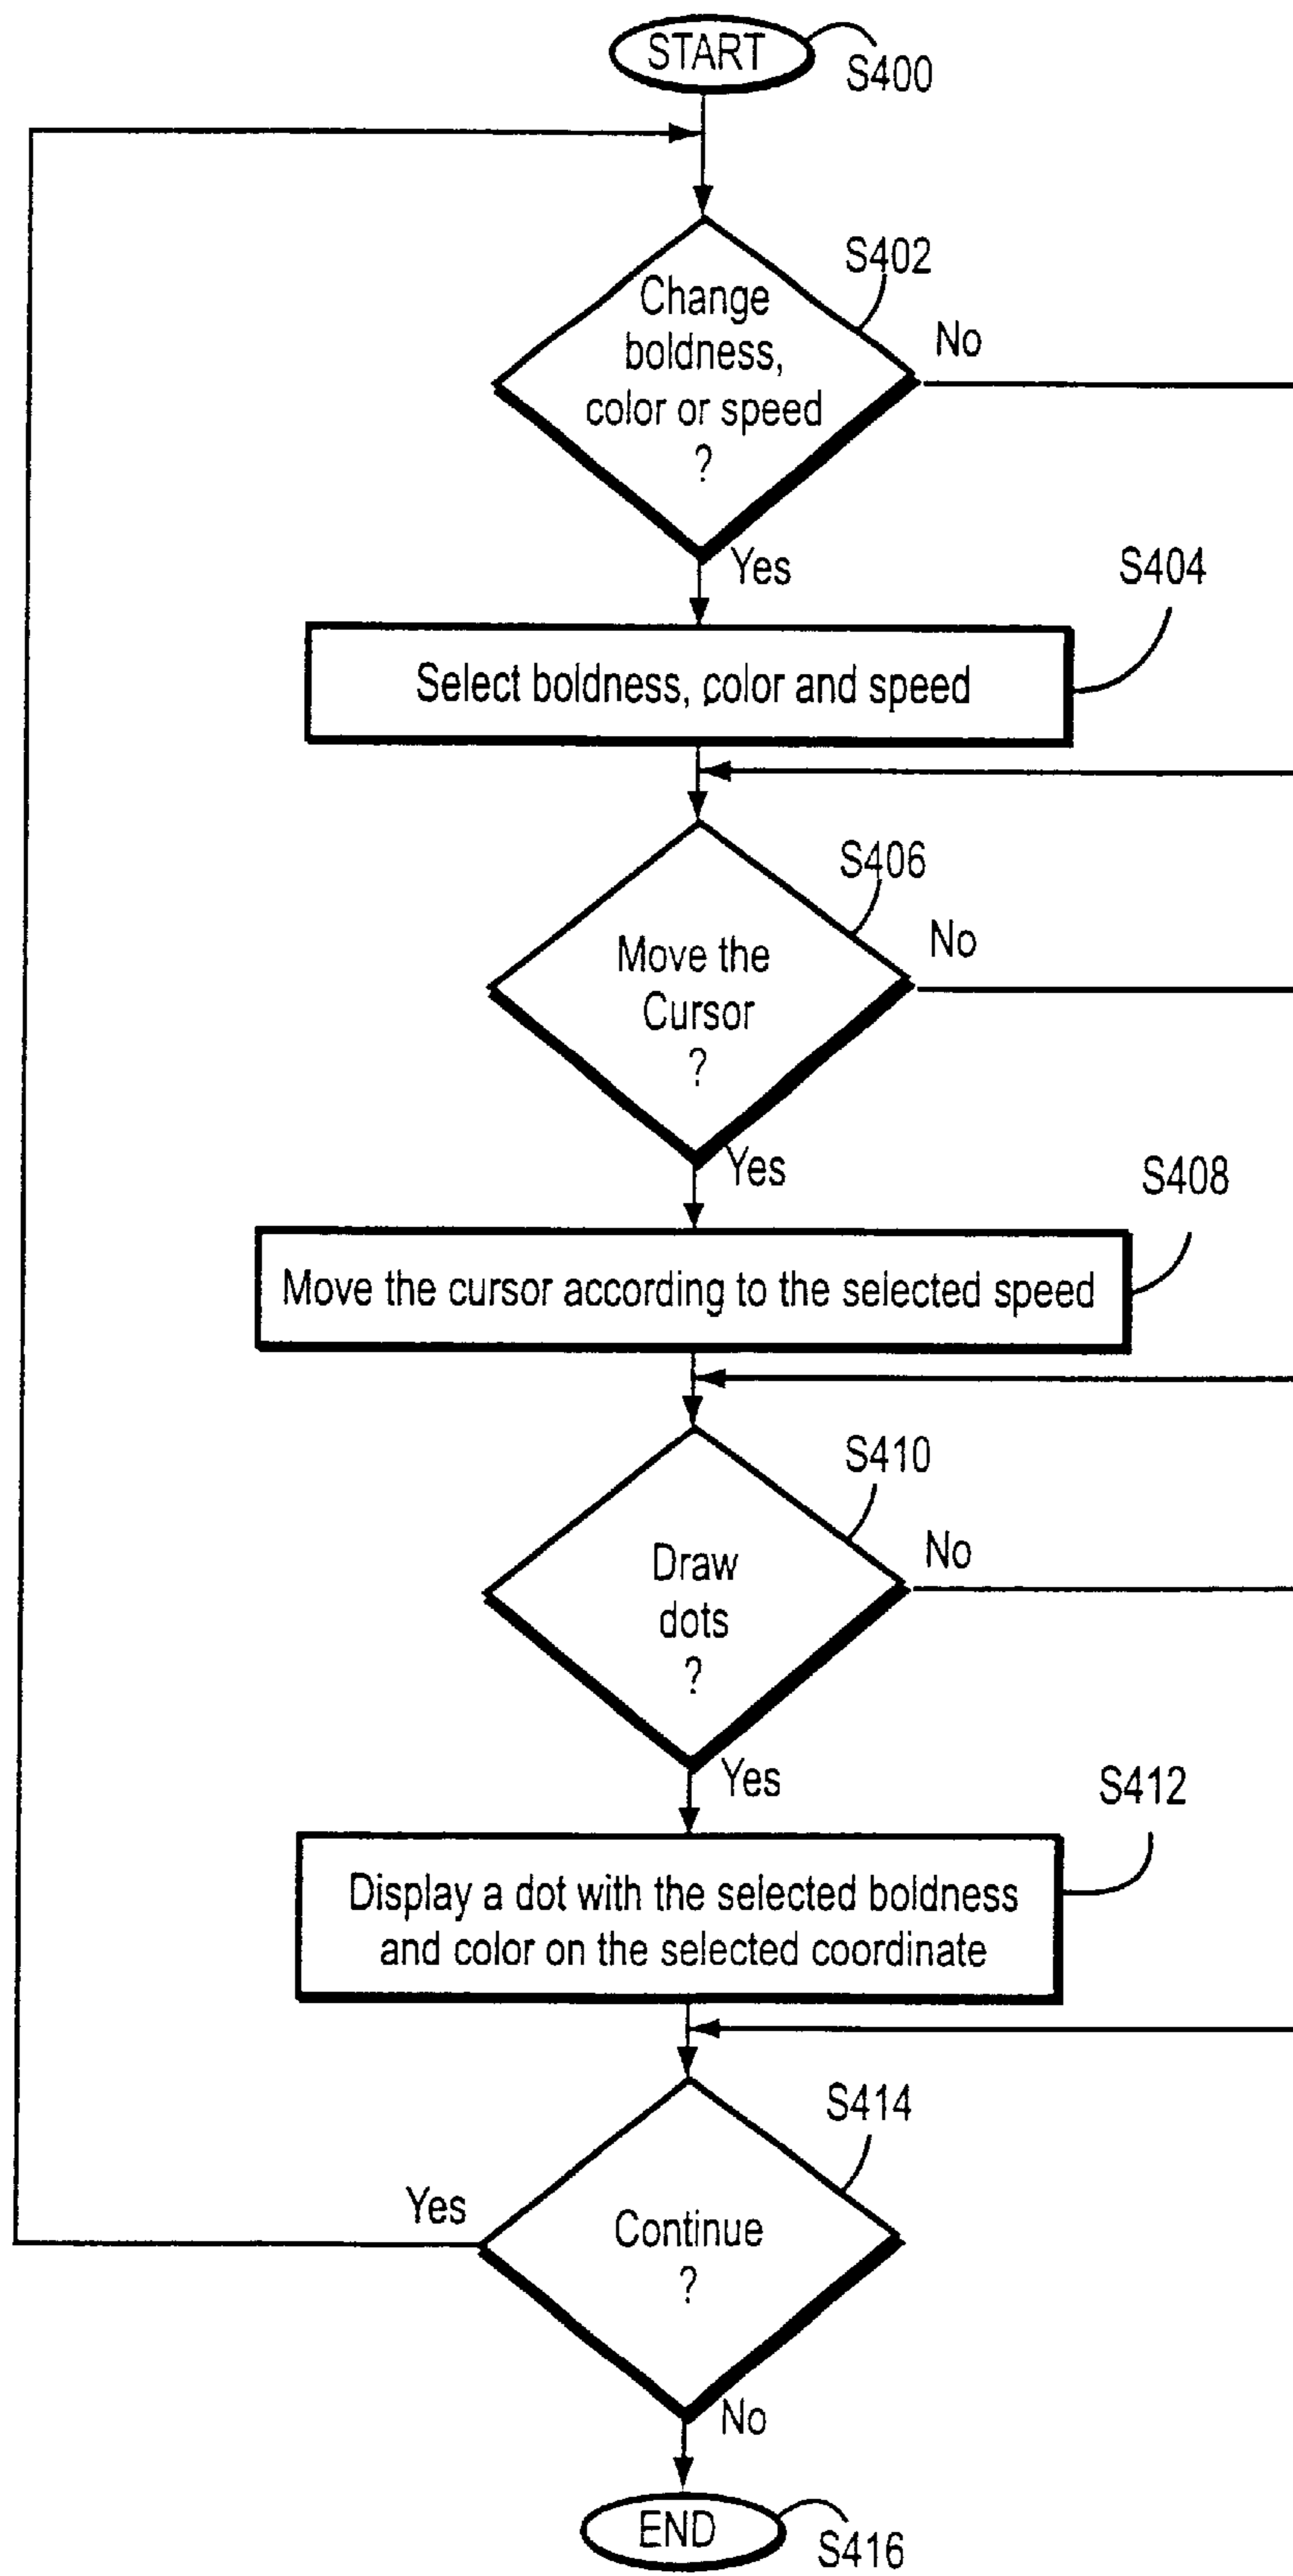 START
S400
S402
Change
boldness,
color or speed
?
No
Yes
S404
Select boldness, color and speed
S406
Move the
Cursor
?
No
Yes
S408
Move the cursor according to the selected speed
S410
Draw
dots
?
No
Yes
S412
Display a dot with the selected boldness
and color on the selected coordinate
S414
Yes
Continue
?
No
END
S416